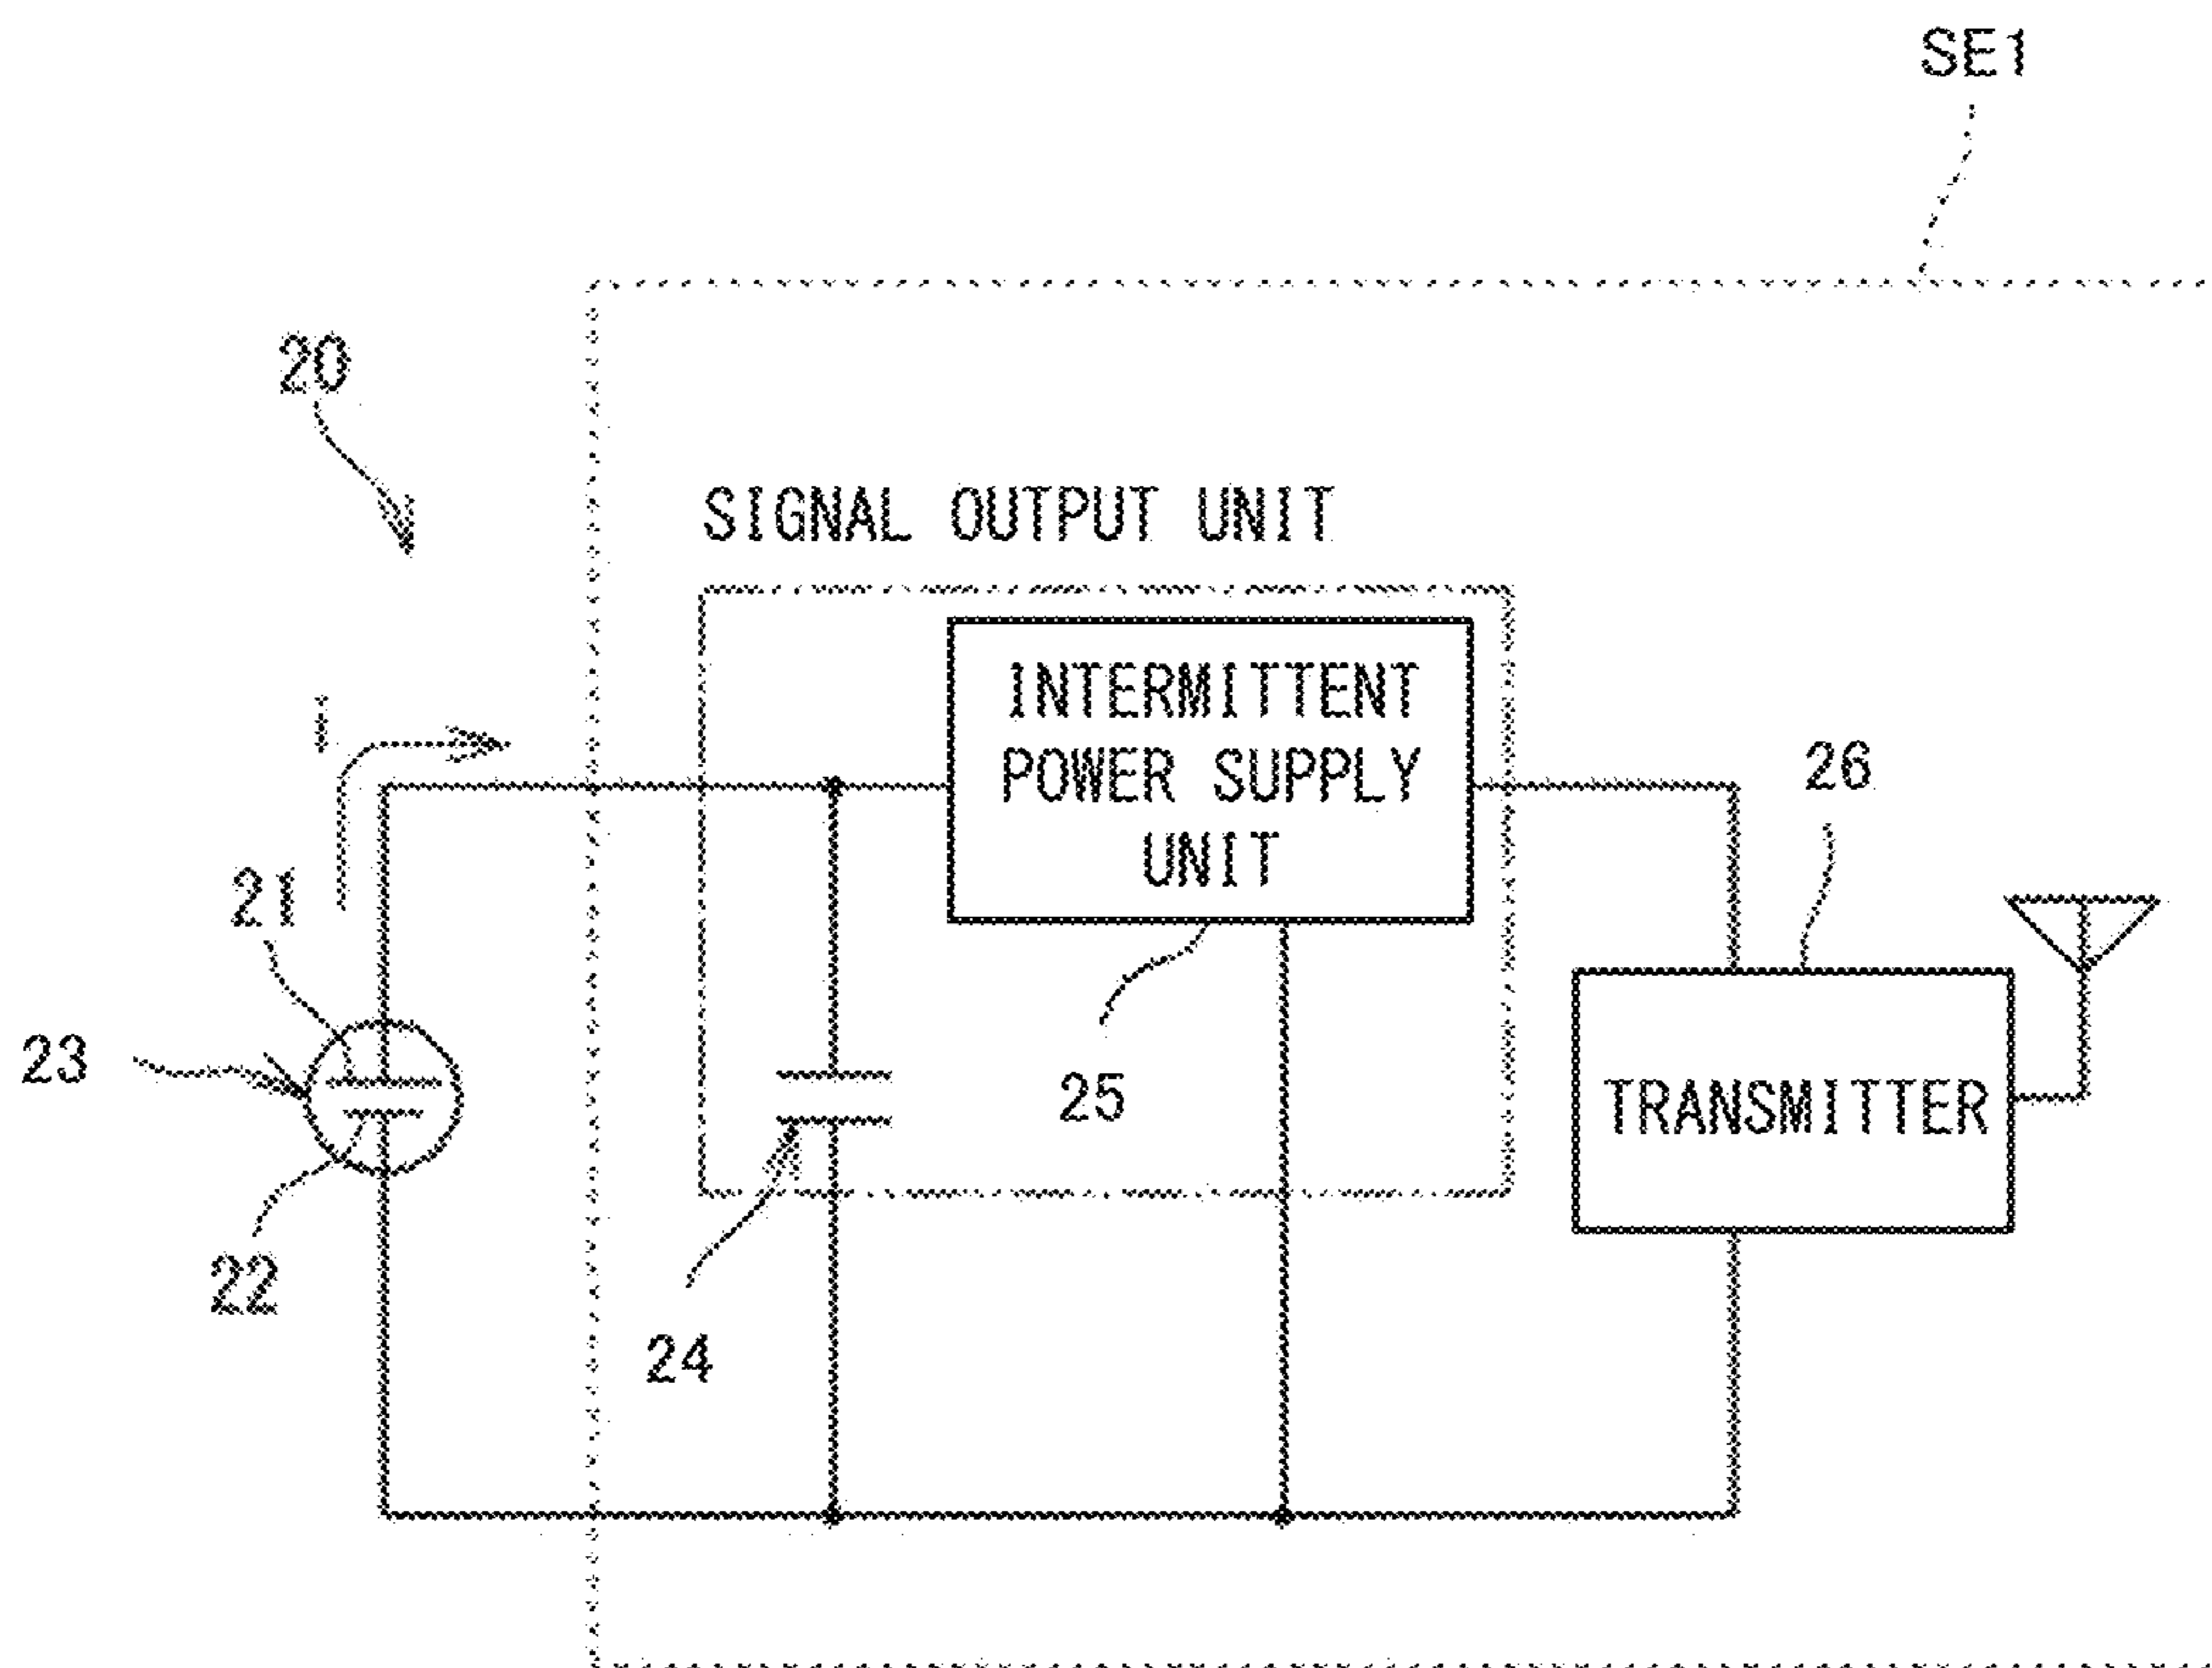 SE1
20
SIGNAL OUTPUT UNIT
INTERMITTENT
POWER SUPPLY
UNIT
I
26
21
23
25
TRANSMITTER
22
24